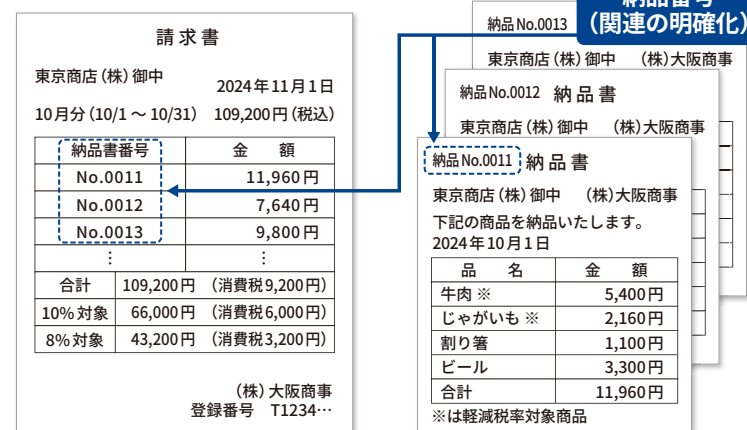 請求書
東京商店（株）御中
2024年11月1日
10月分（10/1～10/31） 109,200円（税込）
納品書番号 金　額
No.0011 11,960円
No.0012 7,640円
No.0013 9,800円
⋮ ⋮
合計 109,200円 （消費税9,200円）
10%対象 66,000円 （消費税6,000円）
8%対象 43,200円 （消費税3,200円）
（株）大阪商事
登録番号　T1234…
（関連の明確化）
納品No.0013
東京商店（株）御中 （株）大阪商事
納品No.0012 納品書
東京商店（株）御中 （株）大阪商事
納品No.0011 納品書
東京商店（株）御中 （株）大阪商事
下記の商品を納品いたします。
2024年10月1日
品　名 金　額
牛肉※ 5,400円
じゃがいも※ 2,160円
割り箸 1,100円
ビール 3,300円
合計 11,960円
※は軽減税率対象商品